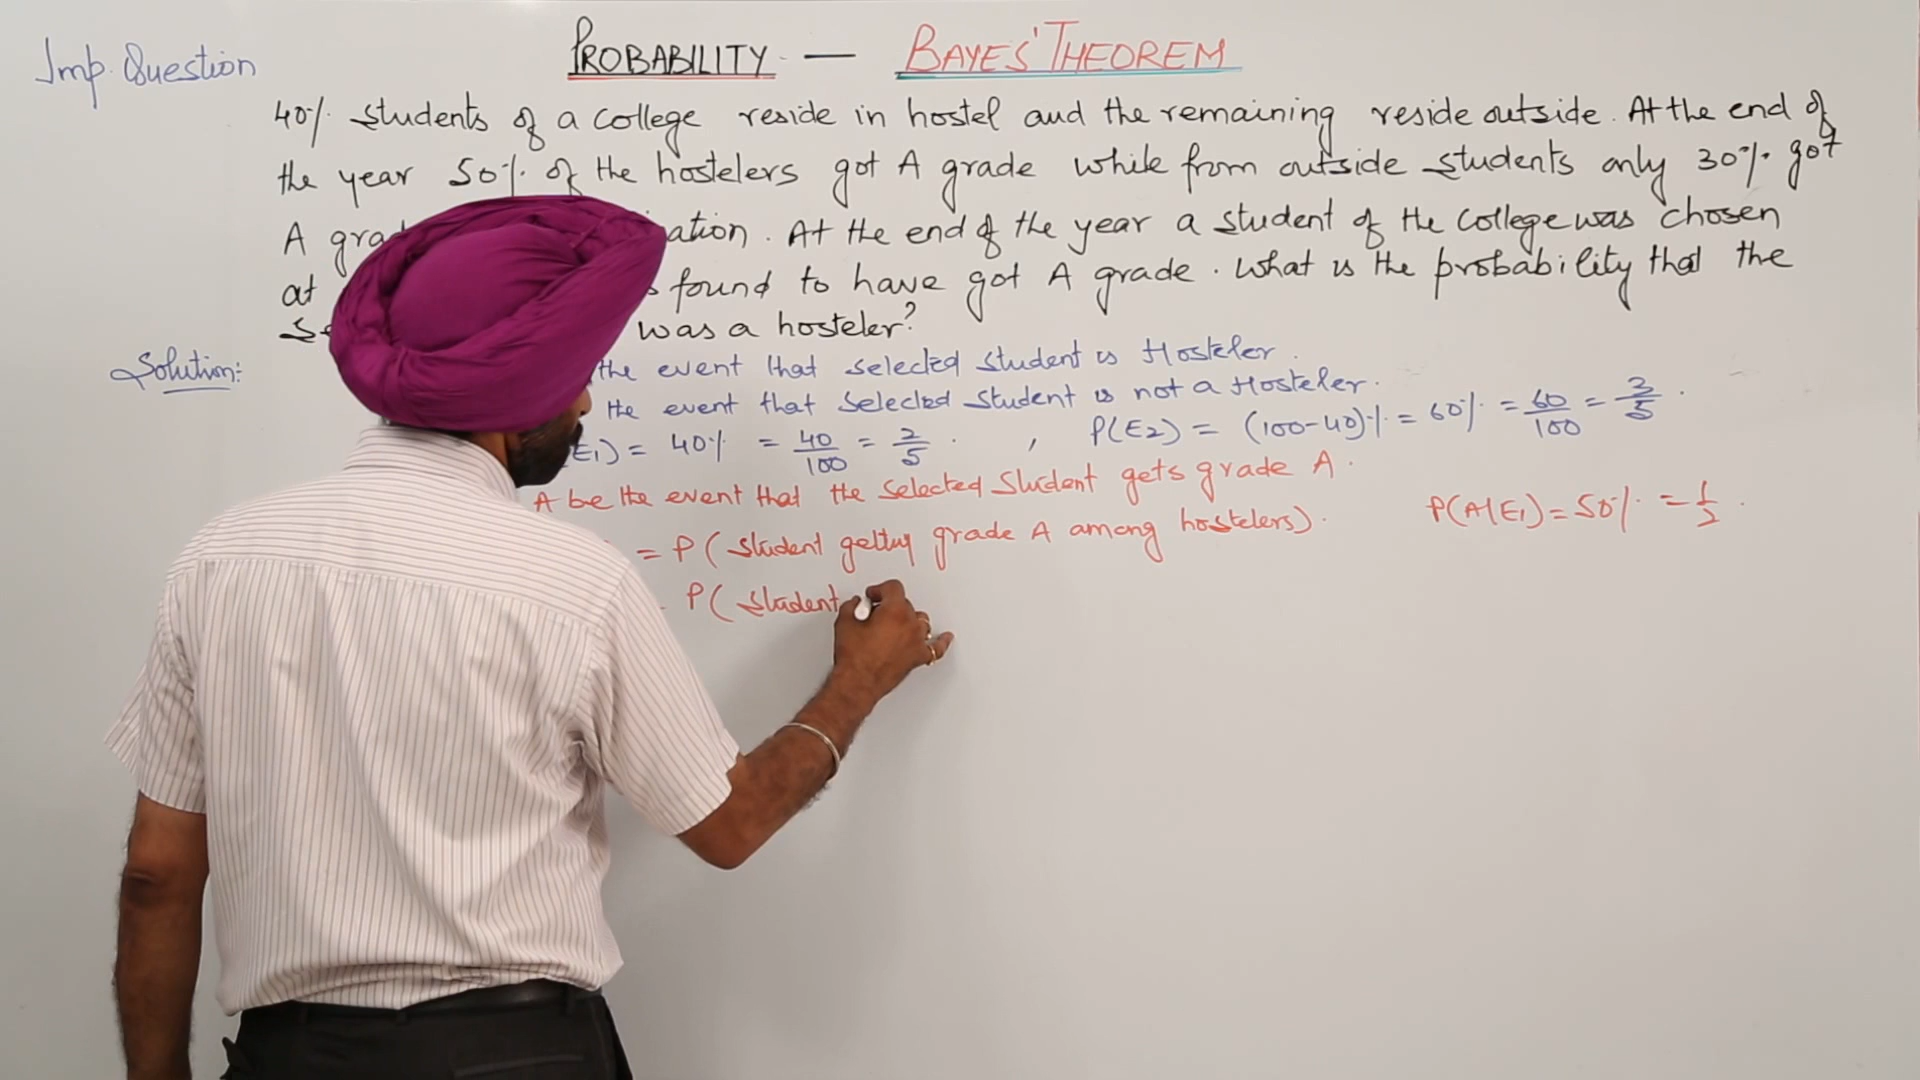 Imp. Question
PROBABILITY — BAYES' THEOREM
40% students of a college reside in hostel and the remaining reside outside. At the end of
the year 50% of the hostelers got A grade while from outside students only 30% got
A gra ation. At the end of the year a student of the college was chosen
at found to have got A grade. What is the probability that the
was a hosteler?
Solution:
the event that selected student is Hosteler.
the event that selected student is not a Hosteler.
E1) = 40% = 40/100 = 2/5. , P(E2) = (100-40)% = 60% = 60/100 = 3/5.
A be the event that the selected student gets grade A.
= P(student getting grade A among hostelers). P(A|E1) = 50% = 1/2.
P(student